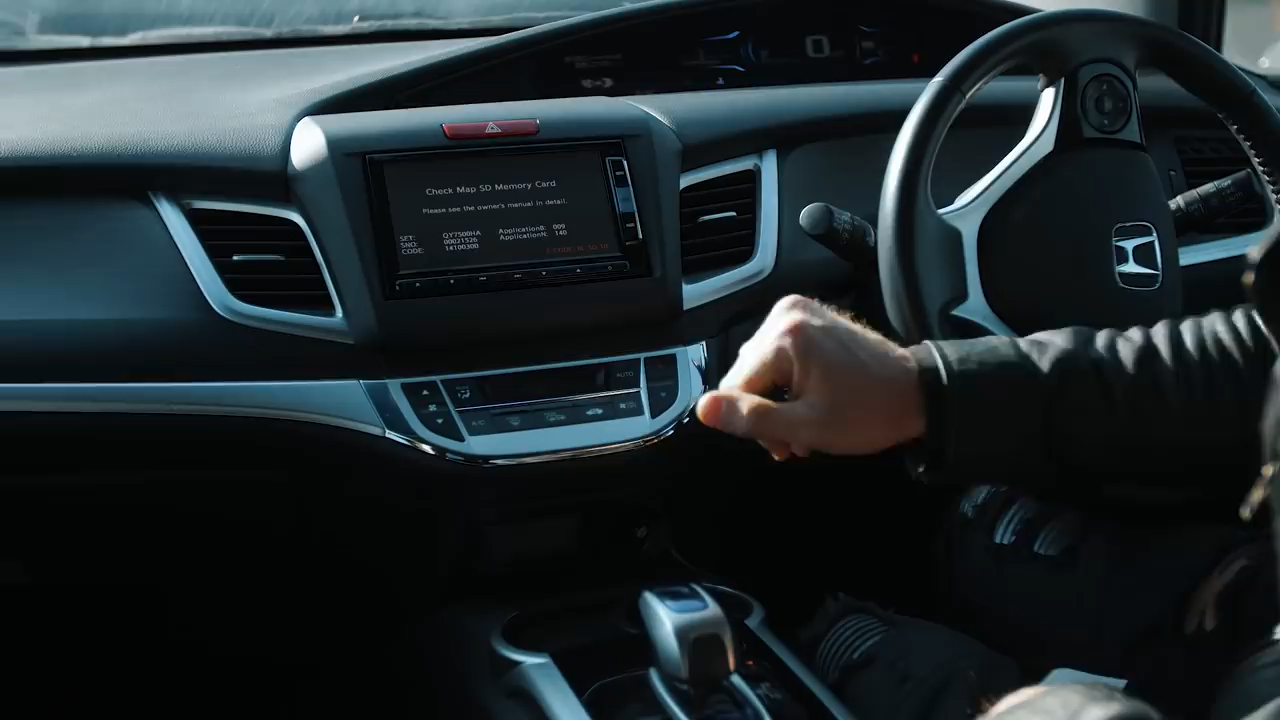 Check Map SD Memory Card
Please see the owner's manual in detail.
SET: QY7500HA ApplicationB: 009
SNO: 00021526 ApplicationN: 140
CODE: 14100300
AUTO
A/C